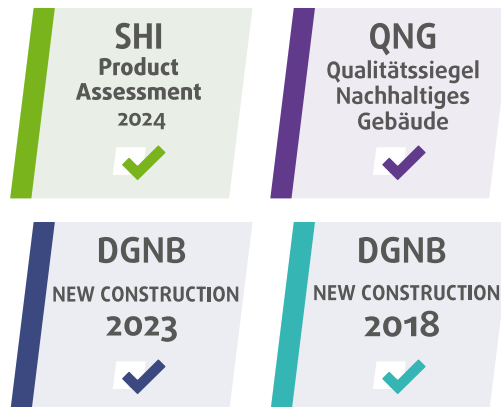 SHI
Product
Assessment
2024
QNG
Qualitätssiegel
Nachhaltiges
Gebäude
DGNB
NEW CONSTRUCTION
2023
DGNB
NEW CONSTRUCTION
2018